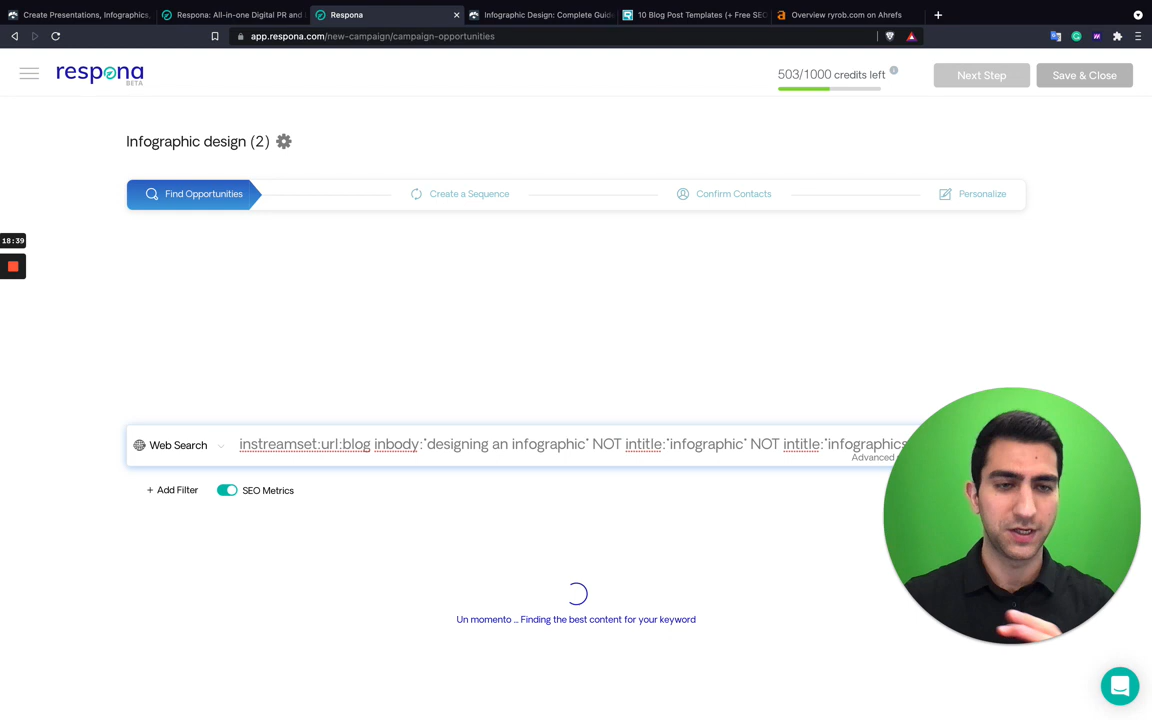 Create Presentations, Infographics,
Respona: All-in-one Digital PR and
Respona
Infographic Design: Complete Guide
10 Blog Post Templates (+ Free SEO
Overview ryrob.com on Ahrefs
app.respona.com/new-campaign/campaign-opportunities
respona
BETA
503/1000 credits left
Next Step
Save & Close
Infographic design (2)
Find Opportunities
Create a Sequence
Confirm Contacts
Personalize
18:39
Web Search
instreamset:url:blog inbody:"designing an infographic" NOT intitle:"infographic" NOT intitle:"infographics
Advanced
+ Add Filter
SEO Metrics
Un momento ... Finding the best content for your keyword